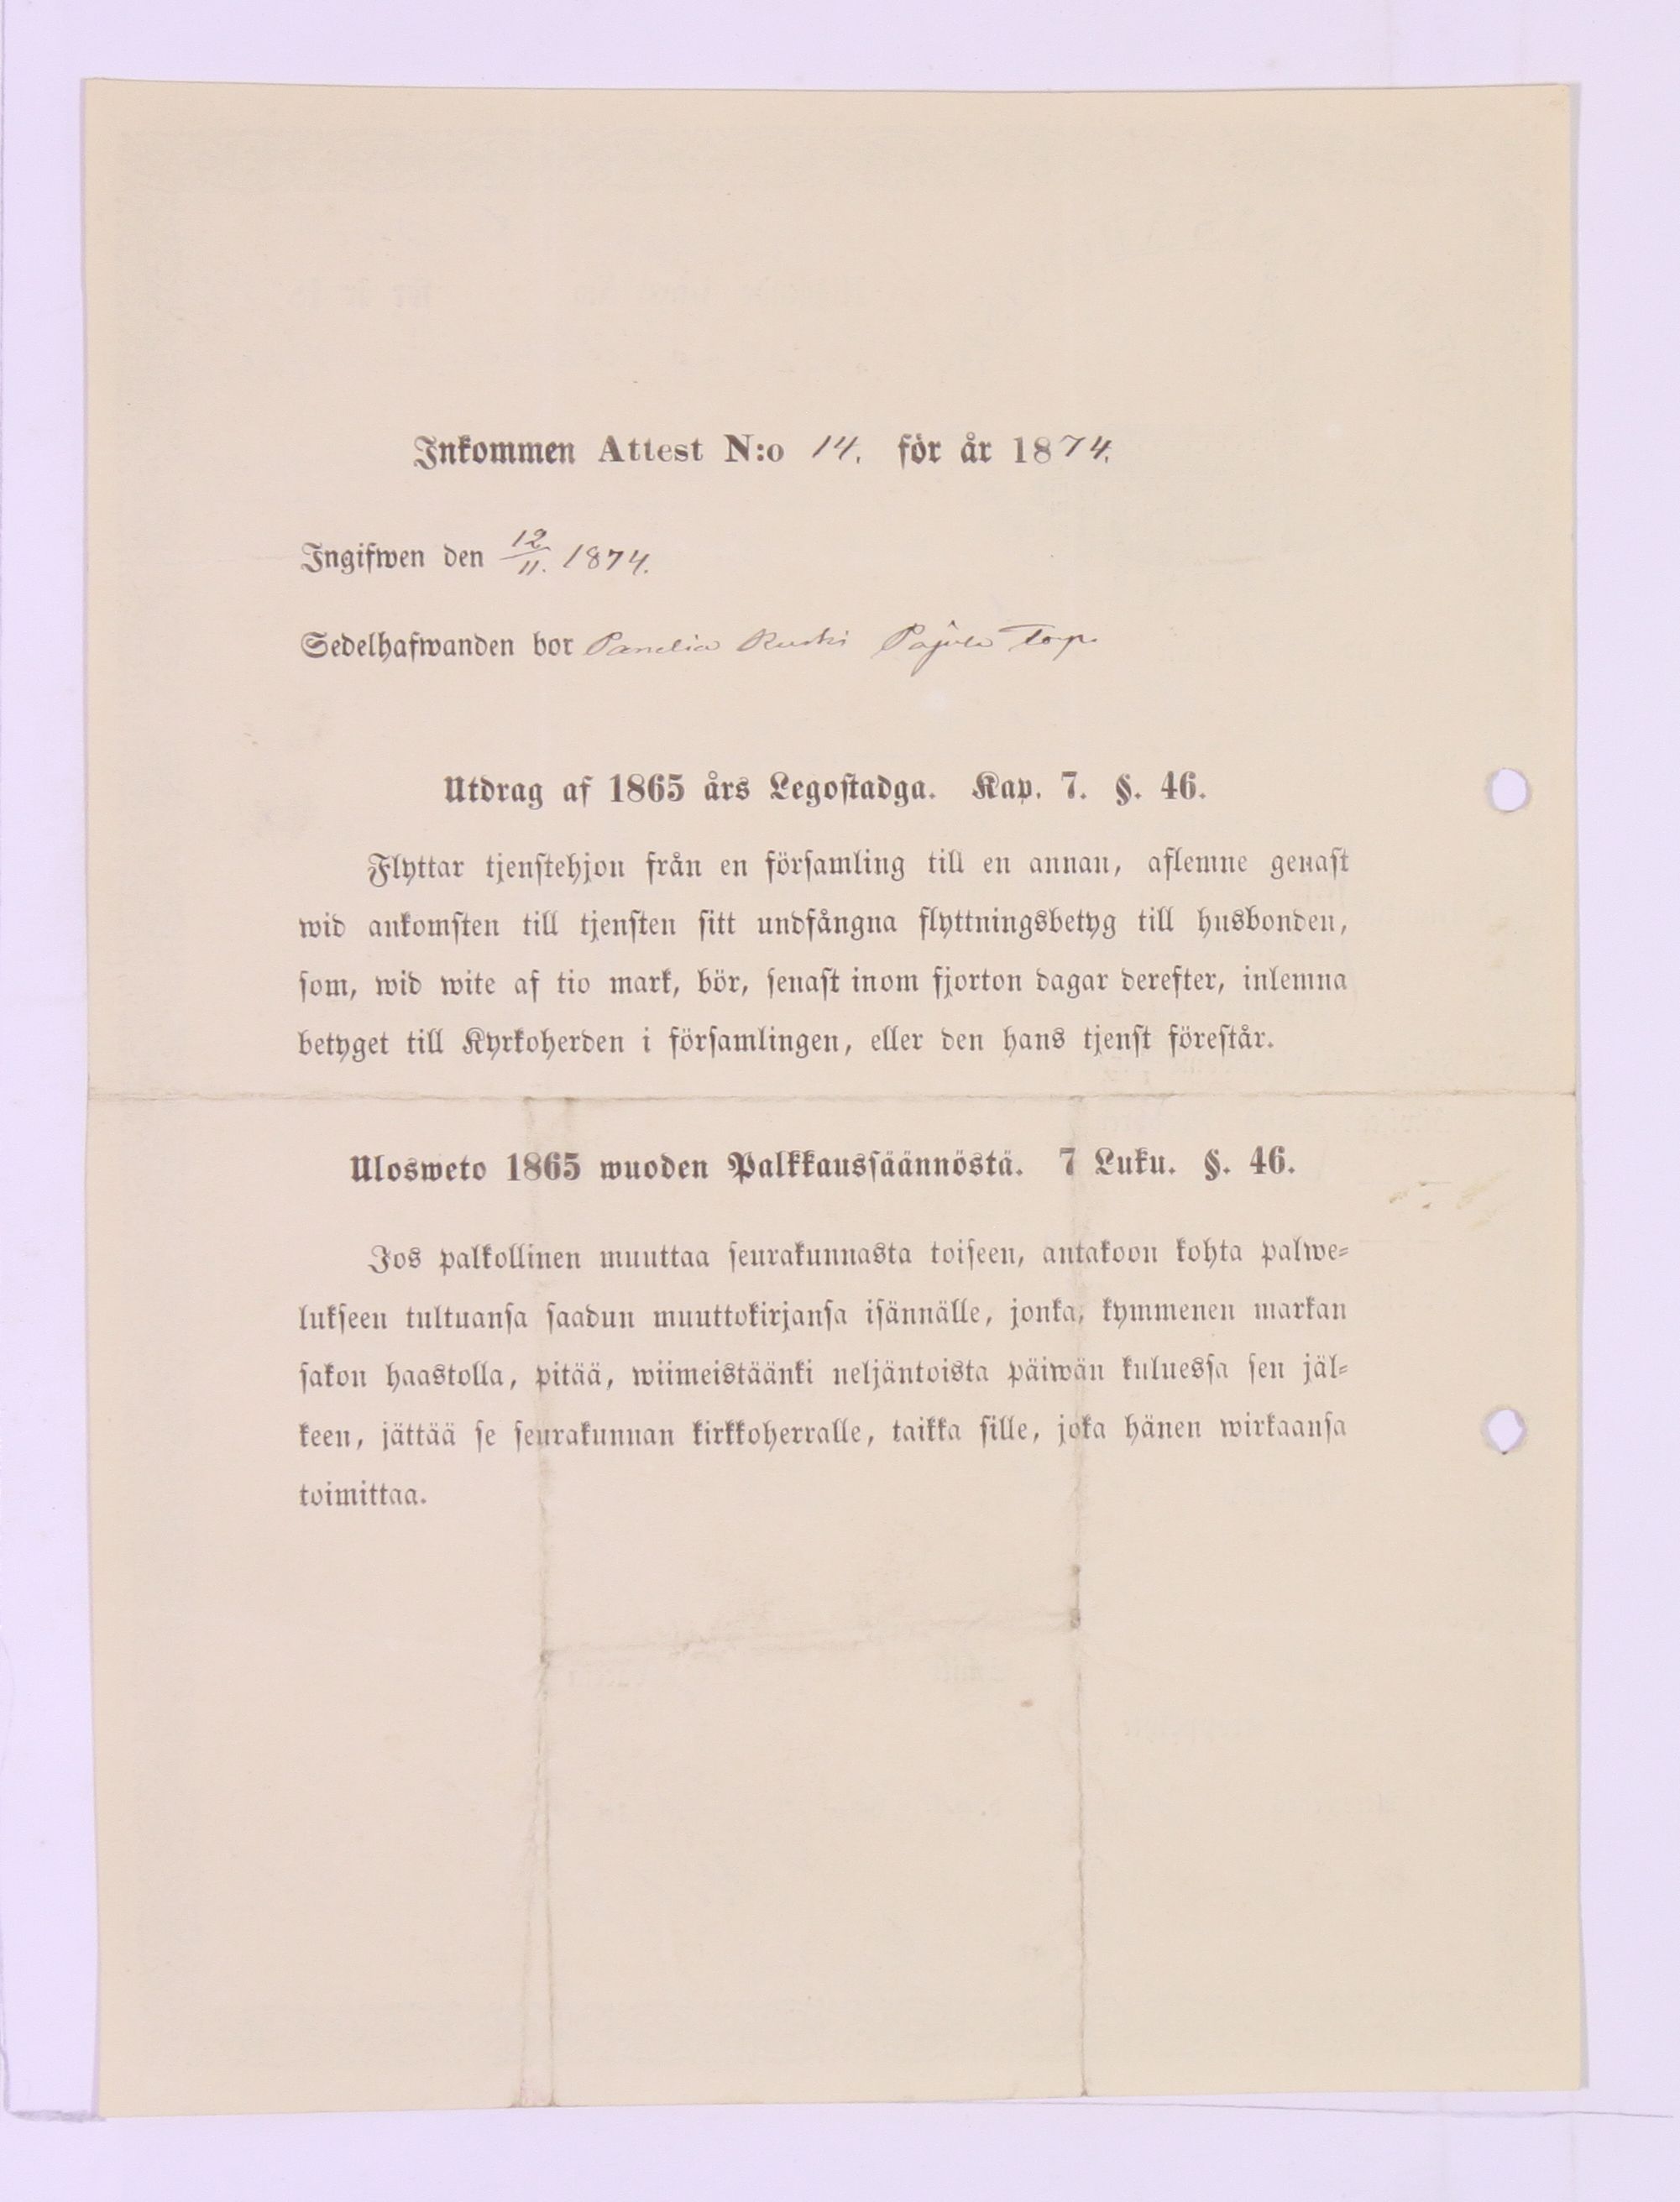 Inkommen Attest N:o 14. för år 1874.
Ingifwen den 12/11. 1874.
Sedelhafwanden bor Panelia Ruski Pajula Torp
Utdrag af 1865 års Legostadga. Kap. 7. §. 46.
Flyttar tjenstehjon från en församling till en annan, aflemne genast
wid ankomsten till tjensten sitt undfångna flyttningsbetyg till husbonden,
som, wid wite af tio mark, bör, senast inom fjorton dagar derefter, inlemna
betyget till Kyrkoherden i församlingen, eller den hans tjenst förestår.
Ulosweto 1865 wuoden Palkkaussäännöstä. 7 Luku. §. 46.
Jos palkollinen muuttaa seurakunnasta toiseen, antakoon kohta palwe=
lukseen tultuansa saadun muuttokirjansa isännälle, jonka, kymmenen markan
sakon haastolla, pitää, wiimeistäänki neljäntoista päiwän kuluessa sen jäl=
keen, jättää se seurakunnan kirkkoherralle, taikka sille, joka hänen wirkaansa
toimittaa.